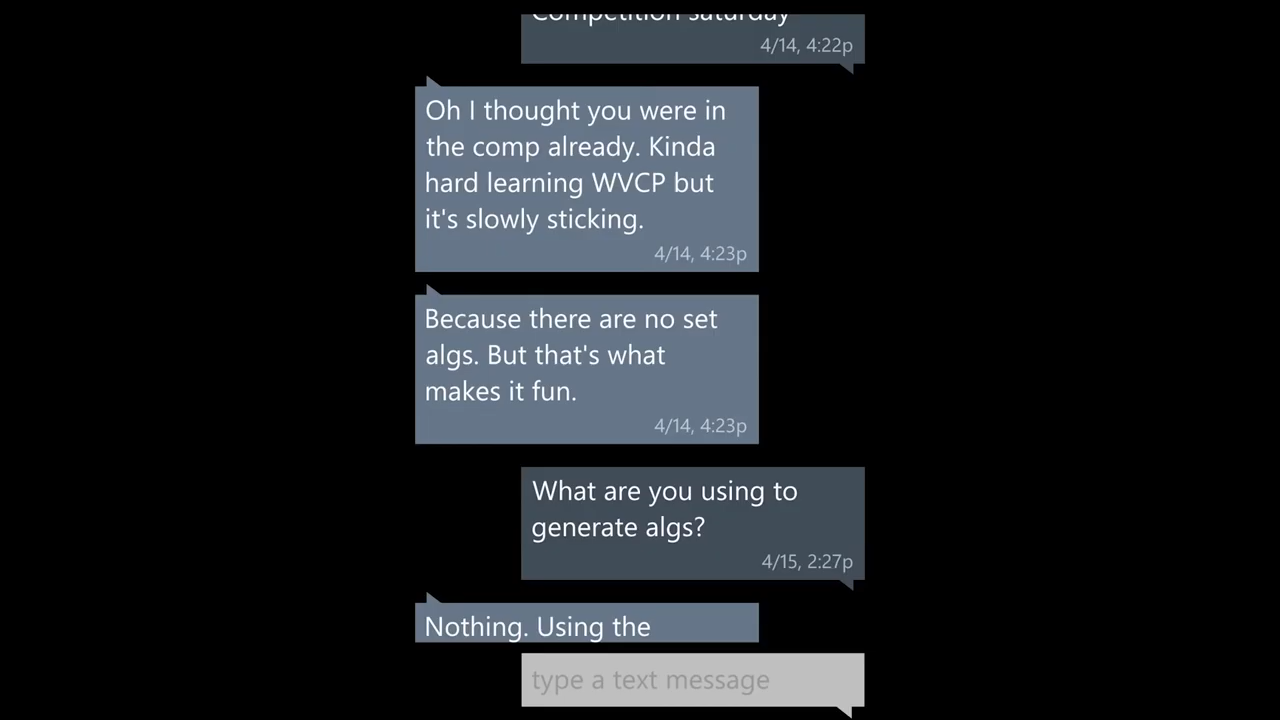 Competition saturday
4/14, 4:22p
Oh I thought you were in
the comp already. Kinda
hard learning WVCP but
it's slowly sticking.
4/14, 4:23p
Because there are no set
algs. But that's what
makes it fun.
4/14, 4:23p
What are you using to
generate algs?
4/15, 2:27p
Nothing. Using the
type a text message